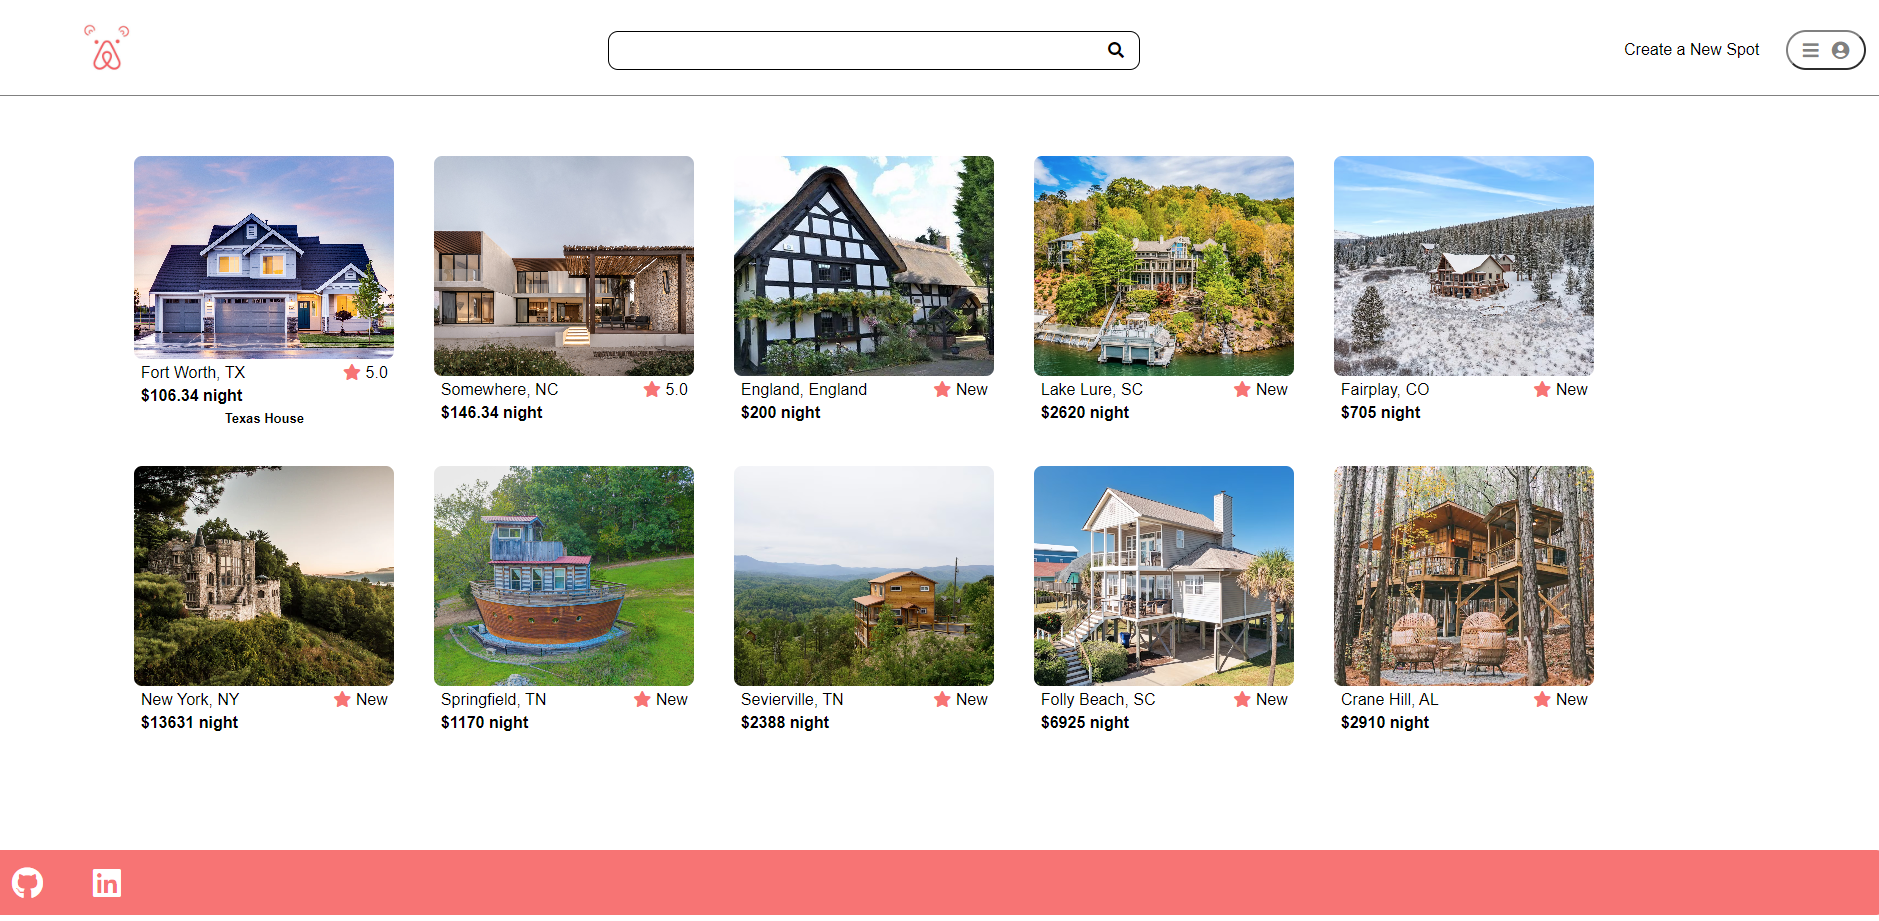 Create a New Spot
Fort Worth, TX 5.0
$106.34 night
Texas House
Somewhere, NC 5.0
$146.34 night
England, England New
$200 night
Lake Lure, SC New
$2620 night
Fairplay, CO New
$705 night
New York, NY New
$13631 night
Springfield, TN New
$1170 night
Sevierville, TN New
$2388 night
Folly Beach, SC New
$6925 night
Crane Hill, AL New
$2910 night
in